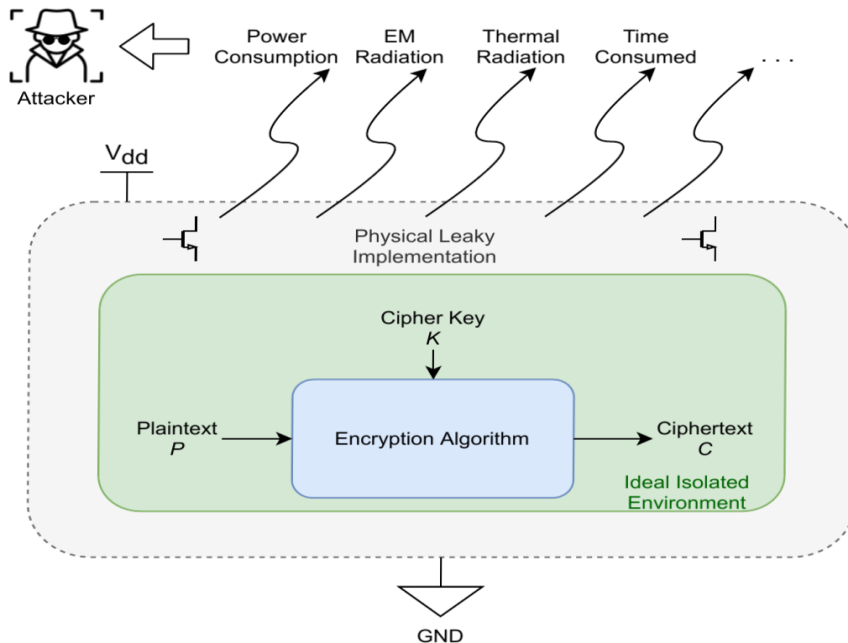 Power
Consumption
EM
Radiation
Thermal
Radiation
Time
Consumed
. . .
Attacker
Vdd
Physical Leaky
Implementation
Cipher Key
K
Plaintext
P
Encryption Algorithm
Ciphertext
C
Ideal Isolated
Environment
GND